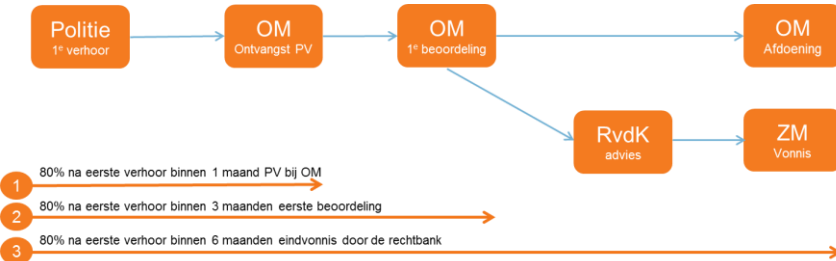 Politie
1e verhoor
OM
Ontvangst PV
OM
1e beoordeling
OM
Afdoening
RvdK
advies
ZM
Vonnis
80% na eerste verhoor binnen 1 maand PV bij OM
1
80% na eerste verhoor binnen 3 maanden eerste beoordeling
2
80% na eerste verhoor binnen 6 maanden eindvonnis door de rechtbank
3